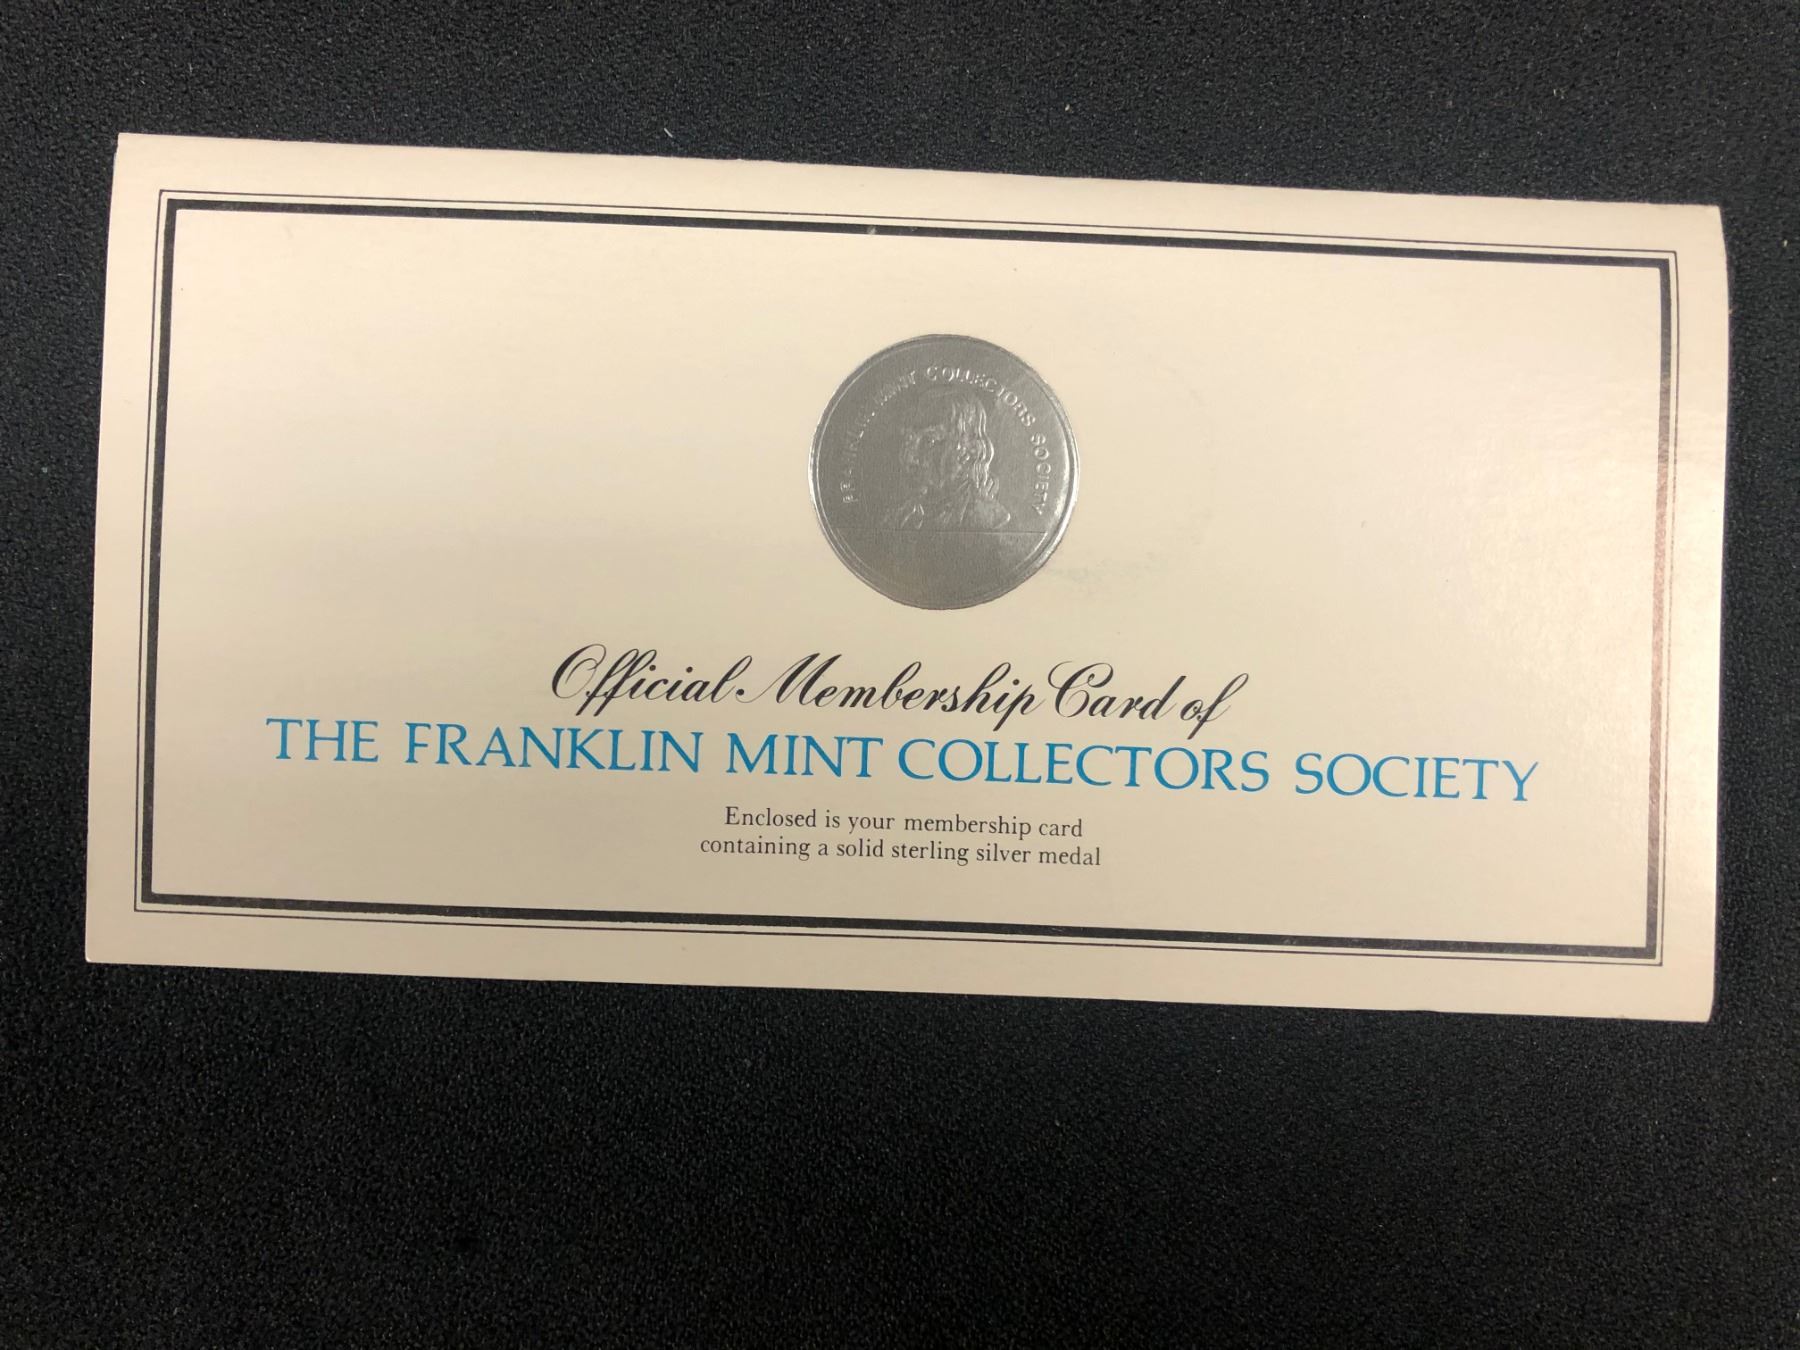 FRANKLIN MINT COLLECTORS SOCIETY
Official Membership Card of
THE FRANKLIN MINT COLLECTORS SOCIETY
Enclosed is your membership card
containing a solid sterling silver medal